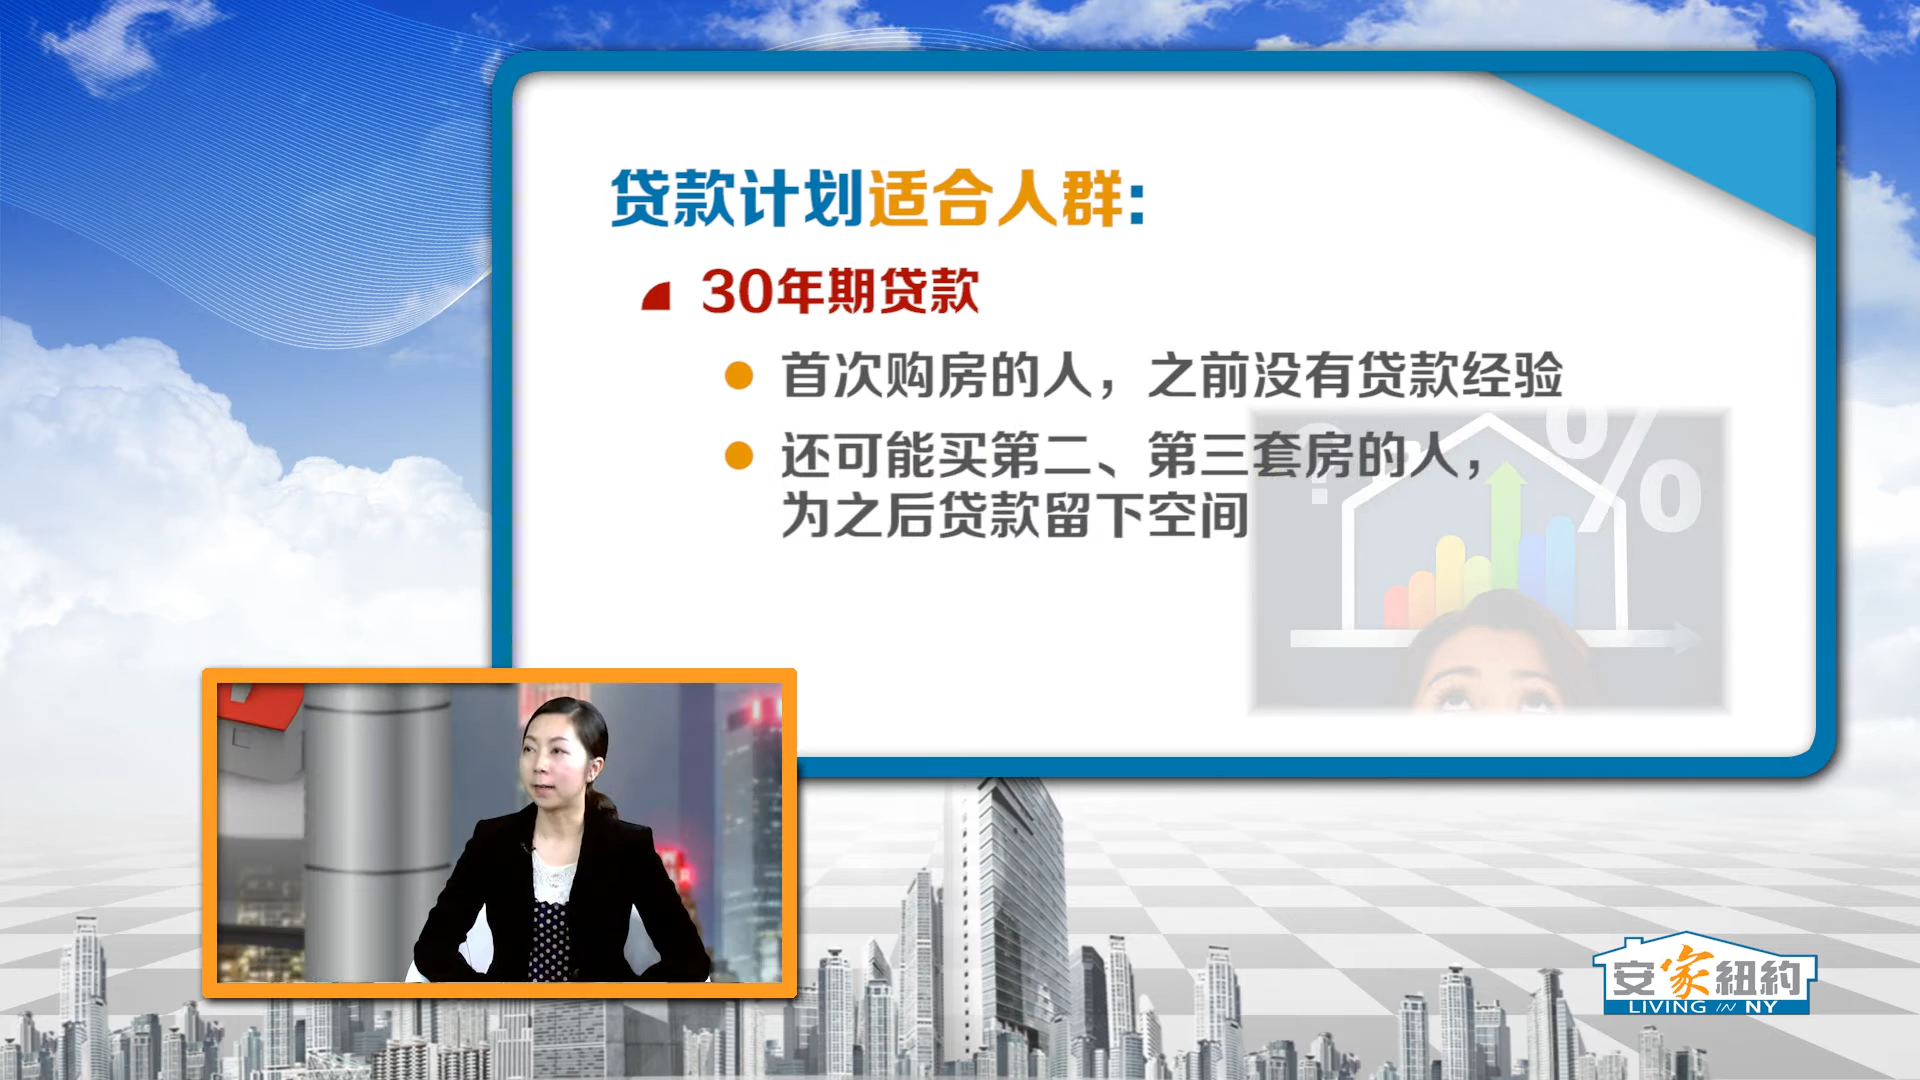 贷款计划适合人群:
30年期贷款
首次购房的人，之前没有贷款经验
还可能买第二、第三套房的人，
为之后贷款留下空间
?
%
安家紐約
LIVING IN NY